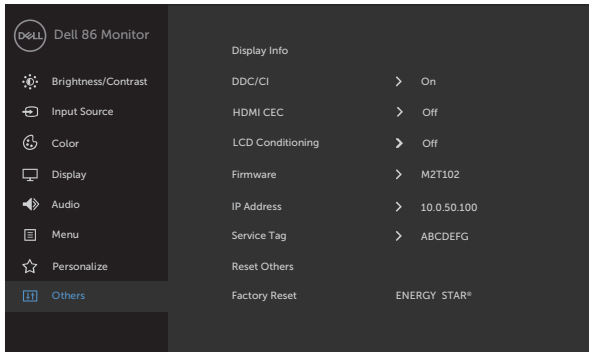 DELL Dell 86 Monitor
Display Info
Brightness/Contrast DDC/CI > On
Input Source HDMI CEC > Off
Color LCD Conditioning > Off
Display Firmware > M2T102
Audio IP Address > 10.0.50.100
Menu Service Tag > ABCDEFG
Personalize Reset Others
Others Factory Reset ENERGY STAR®